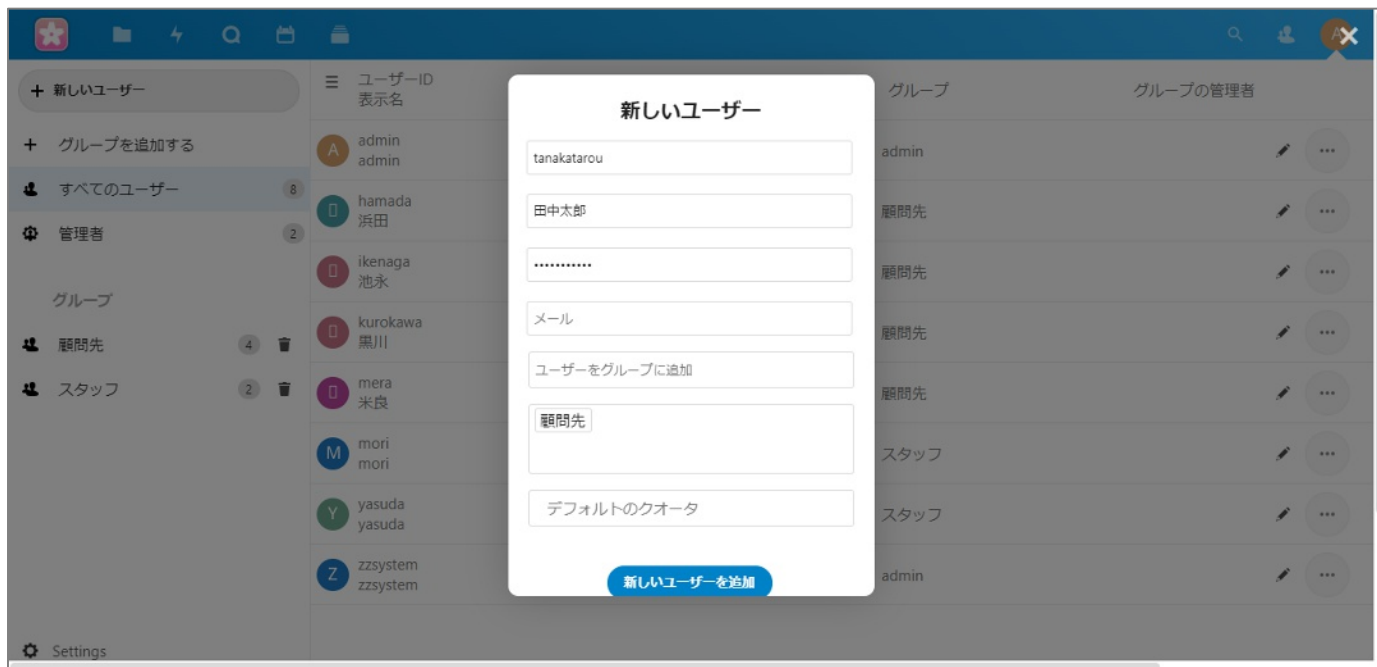 新しいユーザー
グループを追加する
すべてのユーザー 8
管理者 2
グループ
顧問先 4
スタッフ 2
Settings
ユーザーID
表示名
グループ
グループの管理者
A admin
admin
admin
hamada
浜田
顧問先
ikenaga
池永
顧問先
kurokawa
黒川
顧問先
mera
米良
顧問先
M mori
mori
スタッフ
Y yasuda
yasuda
スタッフ
Z zzsystem
zzsystem
admin
新しいユーザー
tanakatarou
田中太郎
•••••••••••
メール
ユーザーをグループに追加
顧問先
デフォルトのクオータ
新しいユーザーを追加